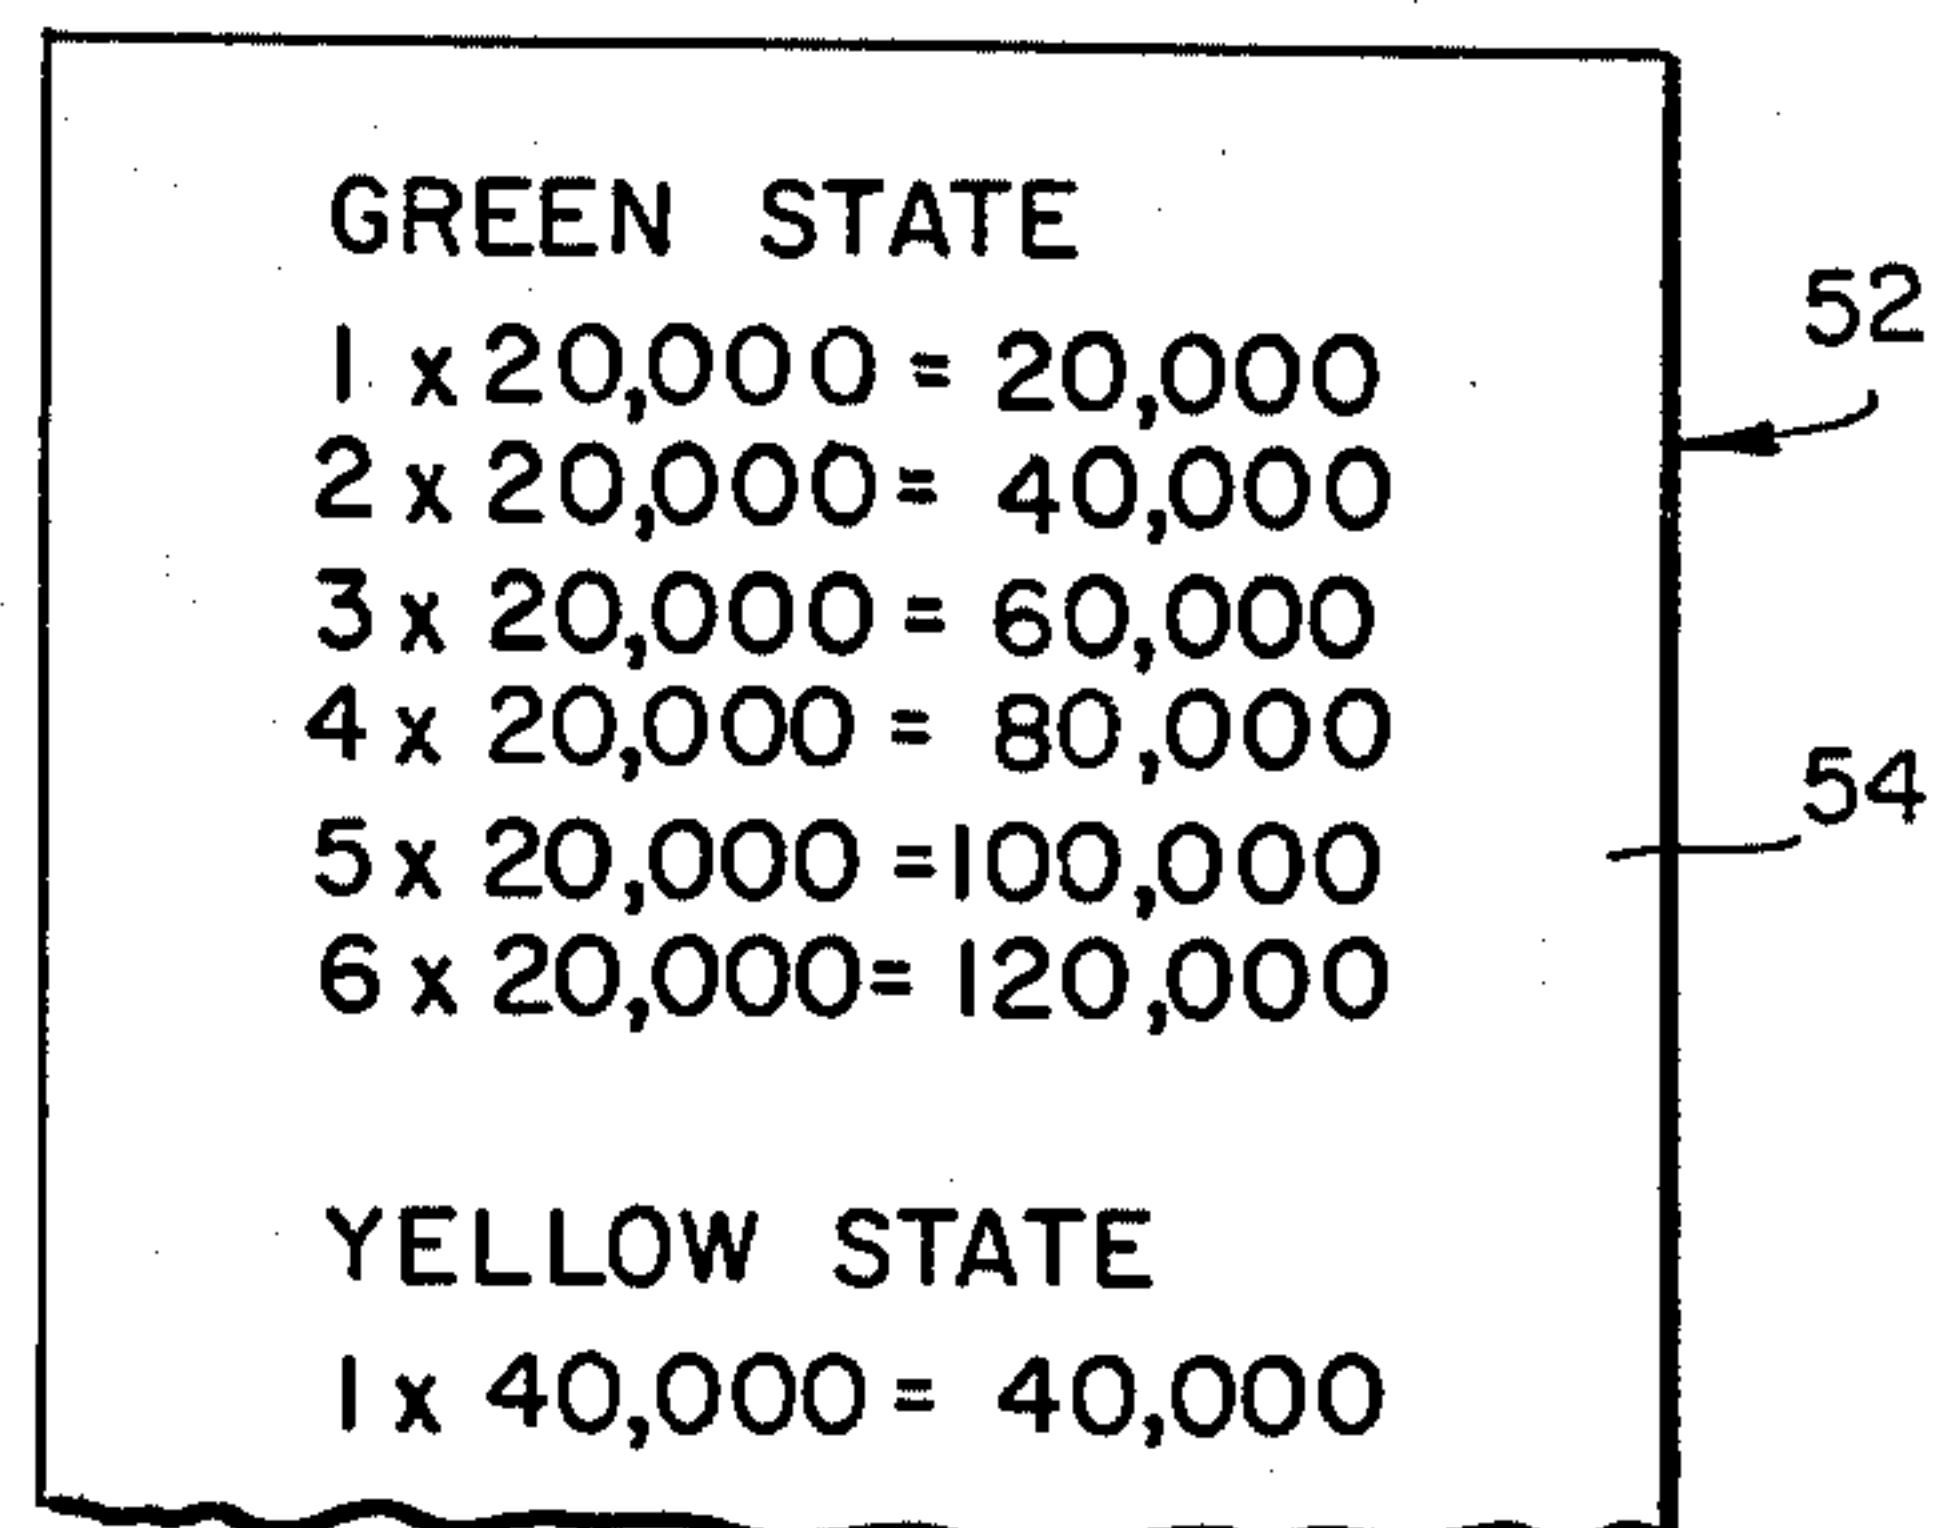 GREEN STATE
1 x 20,000 = 20,000
52
2 x 20,000 = 40,000
3 x 20,000 = 60,000
4 x 20,000 = 80,000
54
5 x 20,000 = 100,000
6 x 20,000 = 120,000
YELLOW STATE
1 x 40,000 = 40,000